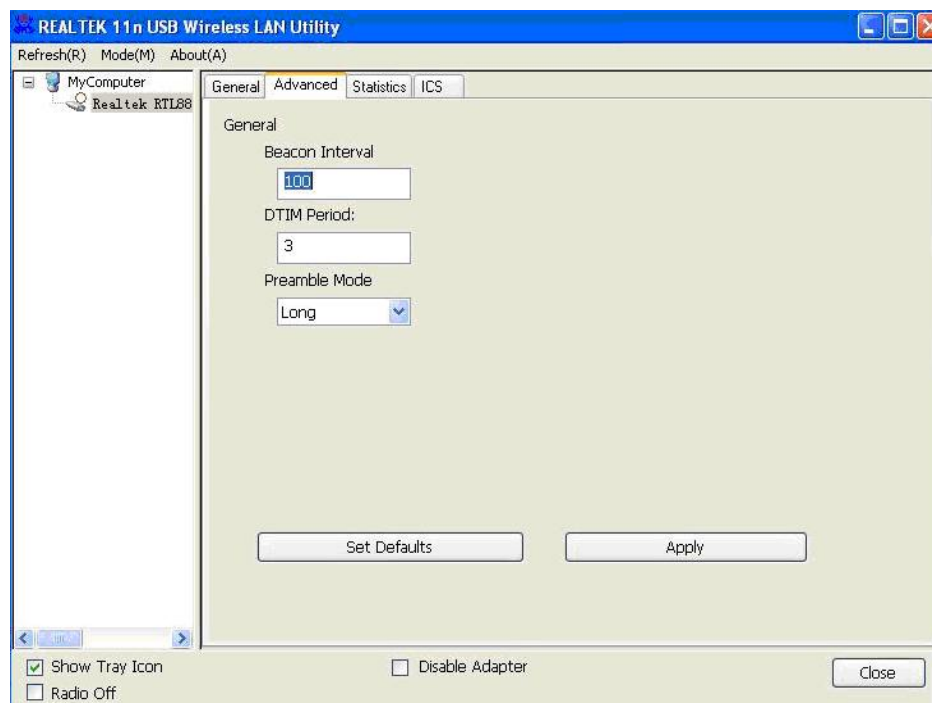 REALTEK 11n USB Wireless LAN Utility
Refresh(R) Mode(M) About(A)
MyComputer
Realtek RTL88
General Advanced Statistics ICS
General
Beacon Interval
100
DTIM Period:
3
Preamble Mode
Long
Set Defaults Apply
Show Tray Icon Disable Adapter Close
Radio Off